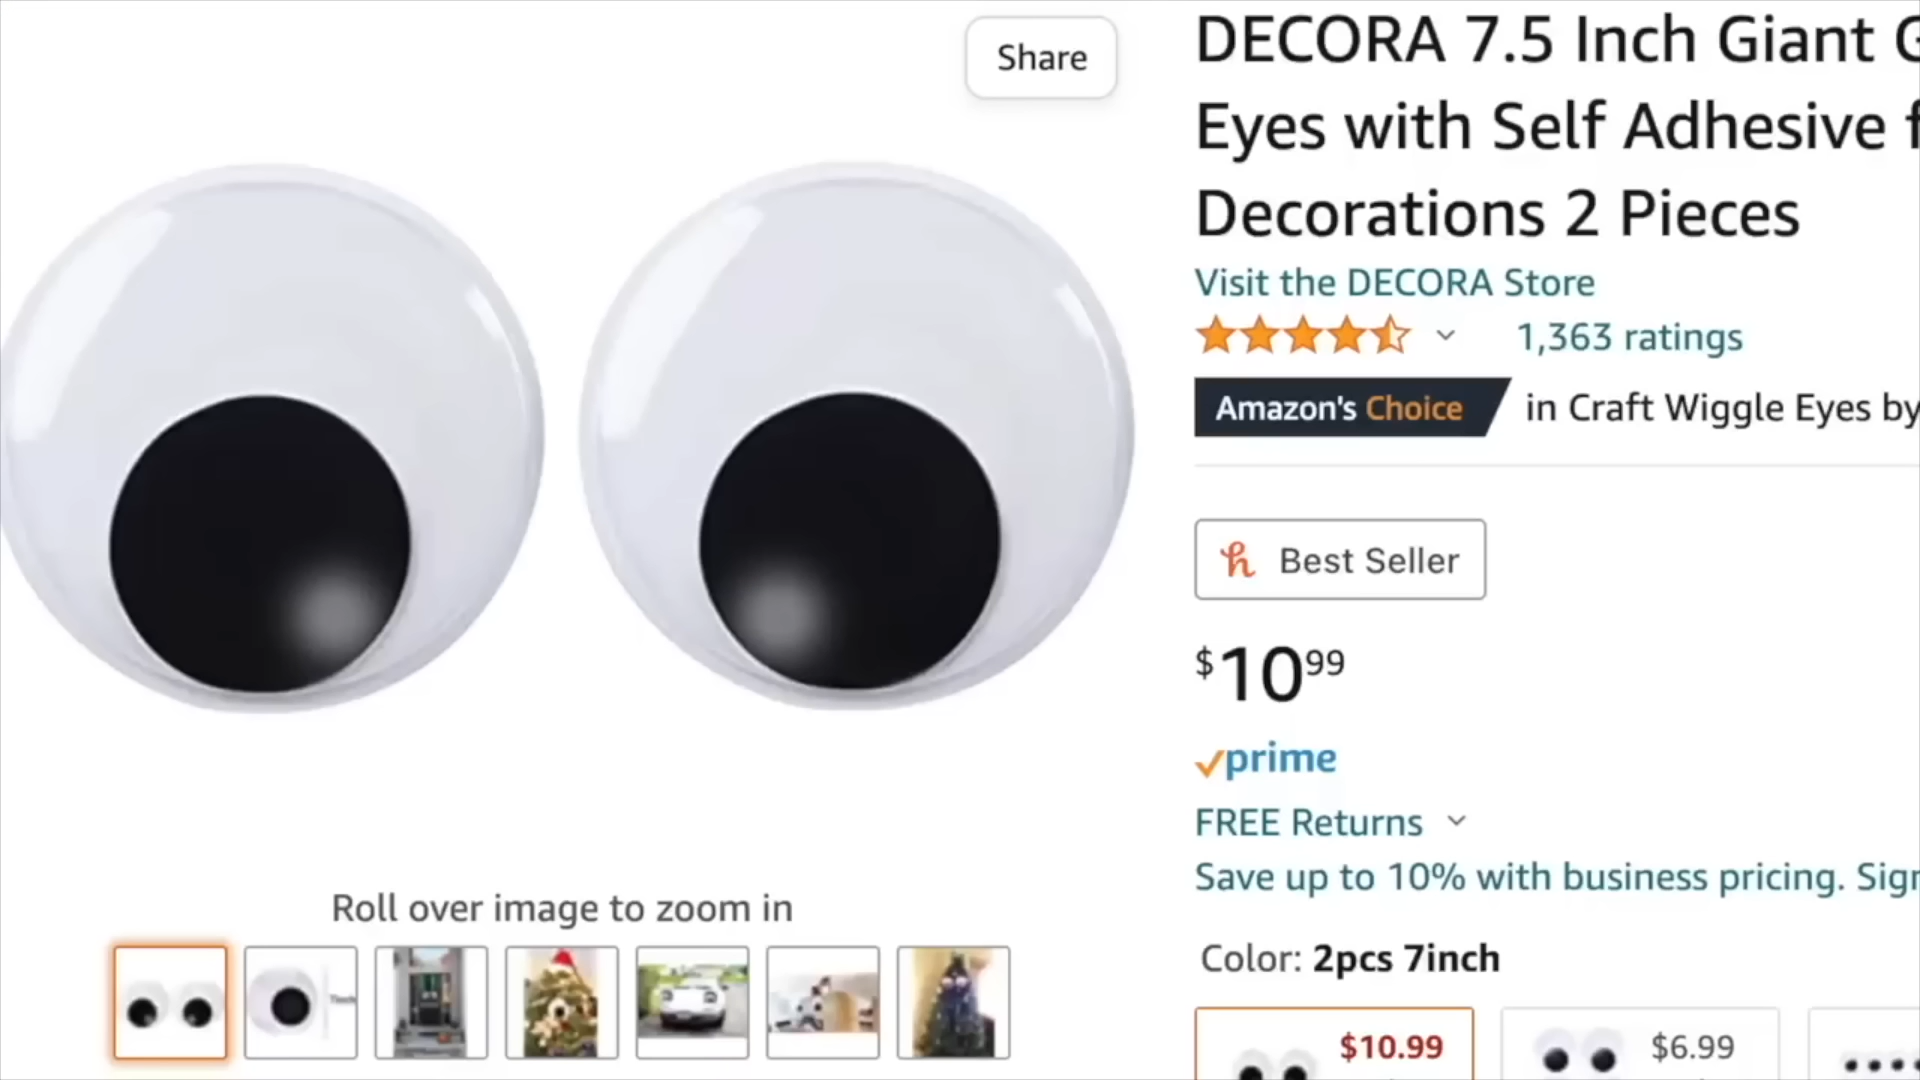 Share
DECORA 7.5 Inch Giant
Eyes with Self Adhesive
Decorations 2 Pieces
Visit the DECORA Store
1,363 ratings
Amazon's Choice in Craft Wiggle Eyes by
Best Seller
$10 99
prime
FREE Returns
Save up to 10% with business pricing.
Roll over image to zoom in
Color: 2pcs 7inch
$10.99
$6.99